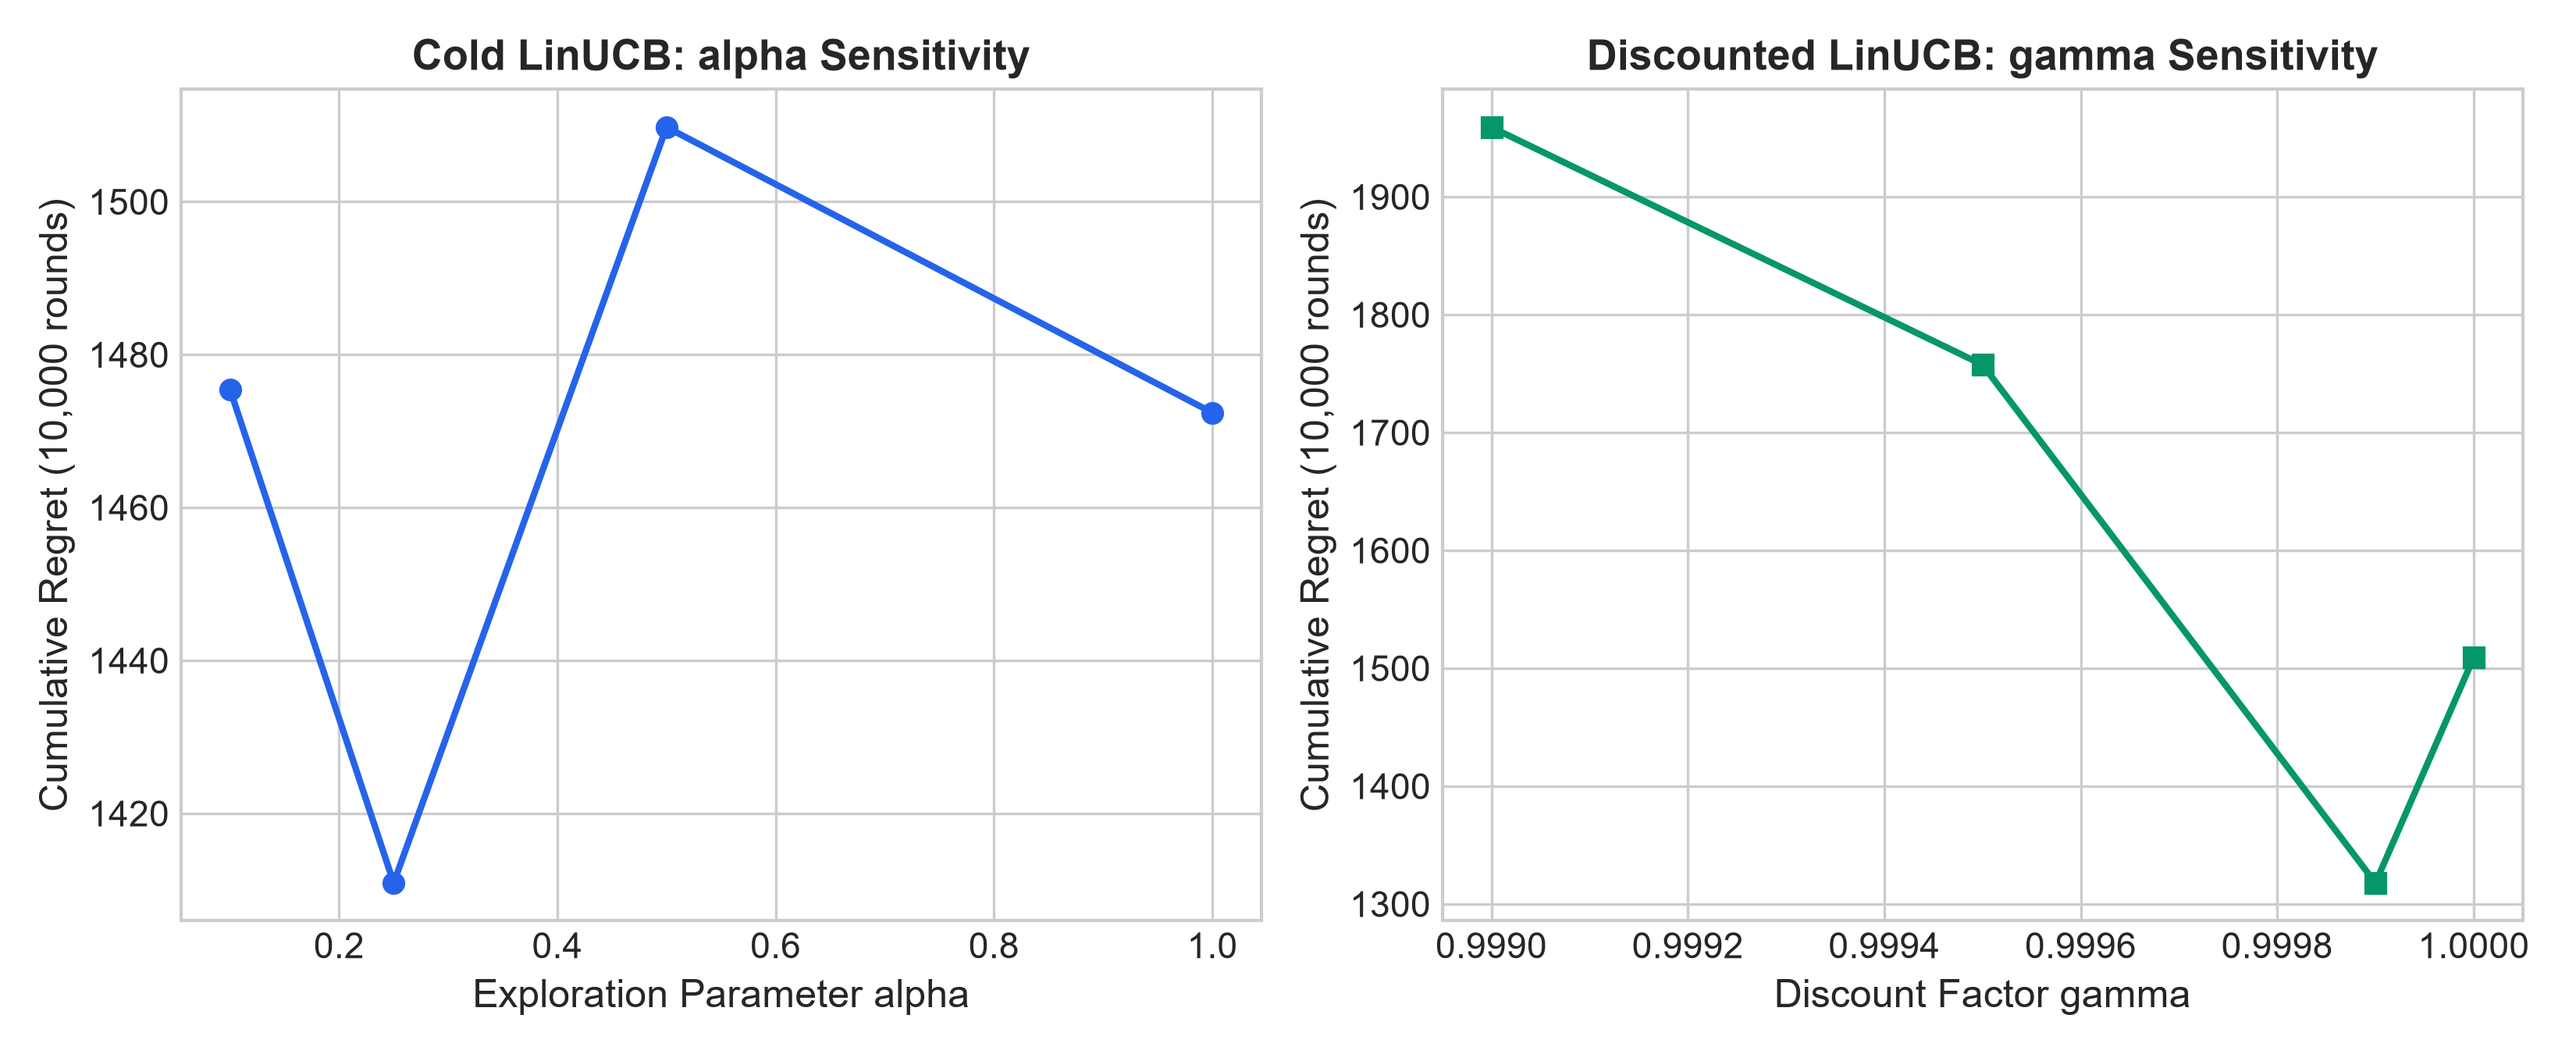 Cold LinUCB: alpha Sensitivity
Cumulative Regret (10,000 rounds)
1500
1480
1460
1440
1420
0.2 0.4 0.6 0.8 1.0
Exploration Parameter alpha
Discounted LinUCB: gamma Sensitivity
Cumulative Regret (10,000 rounds)
1900
1800
1700
1600
1500
1400
1300
0.9990 0.9992 0.9994 0.9996 0.9998 1.0000
Discount Factor gamma